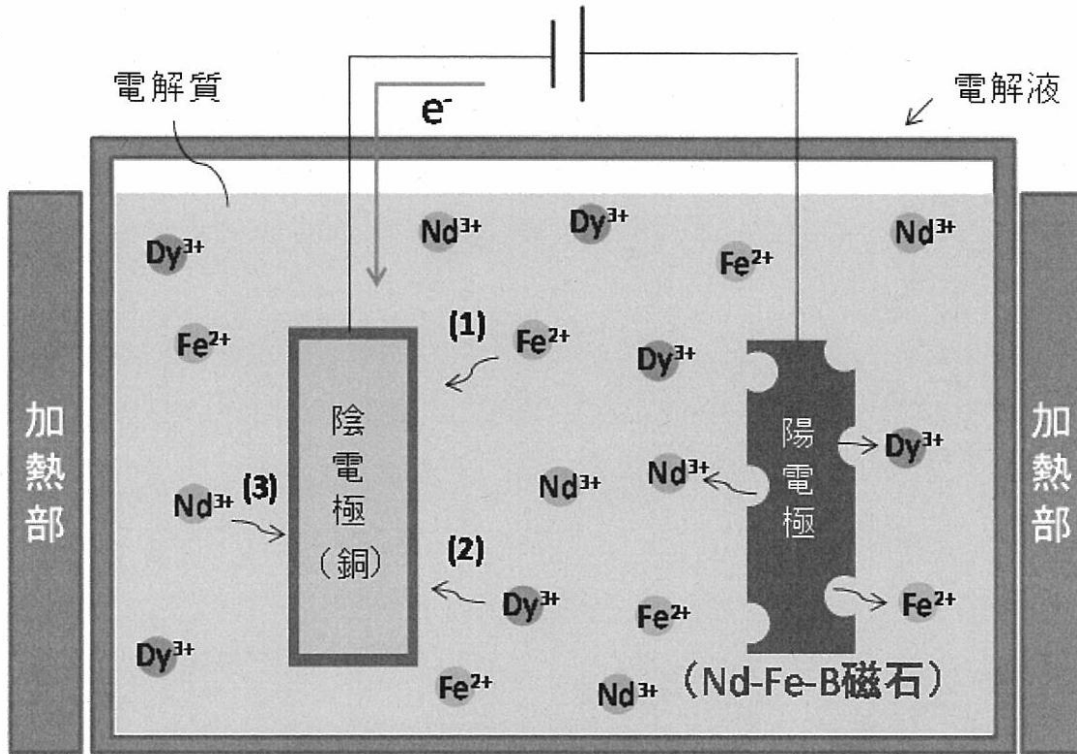 電解質
e⁻
電解液
Nd³⁺
Dy³⁺
Nd³⁺
Dy³⁺
Fe²⁺
Fe²⁺
(1)
Fe²⁺
Dy³⁺
加熱部
陰電極(銅)
陽電極
Dy³⁺
加熱部
Nd³⁺
(3)
Nd³⁺
Nd³⁺
(2)
Dy³⁺
Fe²⁺
Fe²⁺
Dy³⁺
Fe²⁺
Nd³⁺
(Nd-Fe-B磁石)